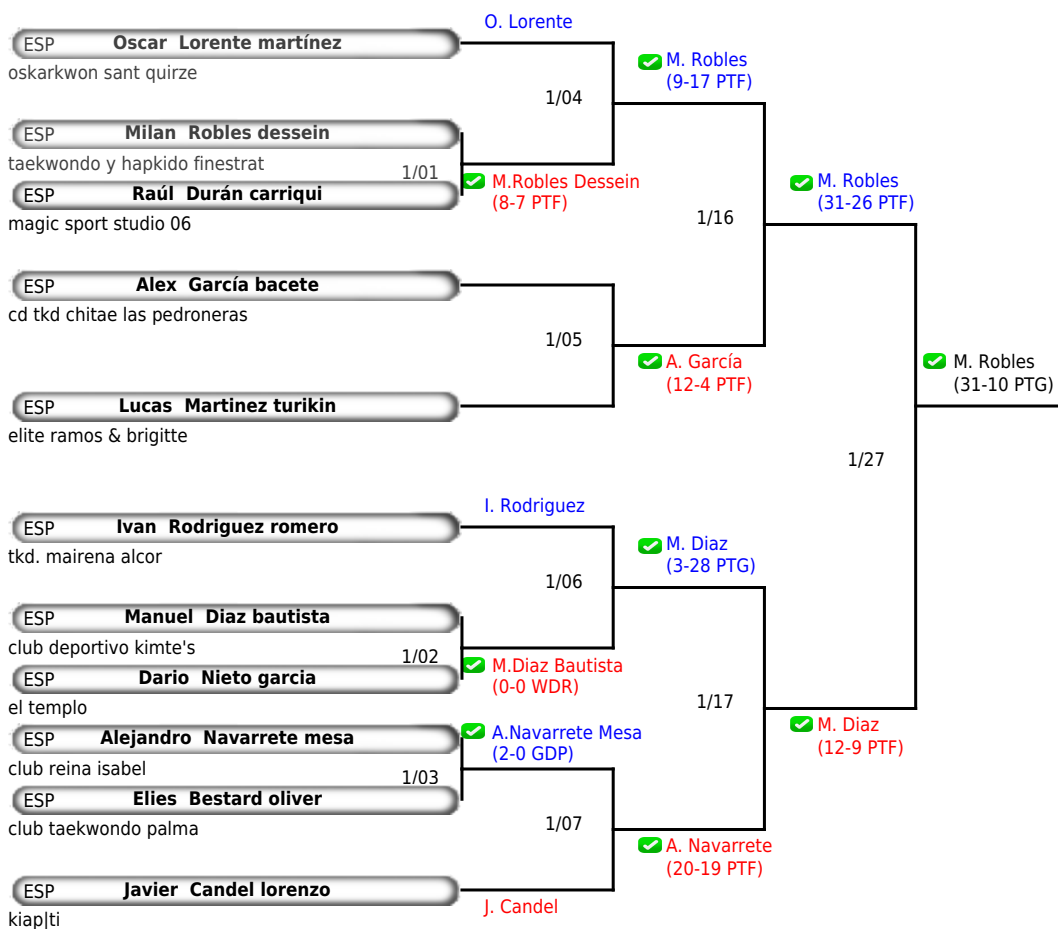 O. Lorente
ESP Oscar Lorente martínez
oskarkwon sant quirze
M. Robles
(9-17 PTF)
1/04
ESP Milan Robles dessein
taekwondo y hapkido finestrat
1/01
M.Robles Dessein
(8-7 PTF)
ESP Raúl Durán carriqui
magic sport studio 06
M. Robles
(31-26 PTF)
1/16
ESP Alex García bacete
cd tkd chitae las pedroneras
1/05
A. García
(12-4 PTF)
M. Robles
(31-10 PTG)
ESP Lucas Martinez turikin
elite ramos & brigitte
1/27
I. Rodriguez
ESP Ivan Rodriguez romero
tkd. mairena alcor
M. Diaz
(3-28 PTG)
1/06
ESP Manuel Diaz bautista
club deportivo kimte's
1/02
M.Diaz Bautista
(0-0 WDR)
ESP Dario Nieto garcia
el templo
1/17
ESP Alejandro Navarrete mesa
club reina isabel
A.Navarrete Mesa
(2-0 GDP)
M. Diaz
(12-9 PTF)
1/03
ESP Elies Bestard oliver
club taekwondo palma
1/07
A. Navarrete
(20-19 PTF)
ESP Javier Candel lorenzo
kiap|ti
J. Candel